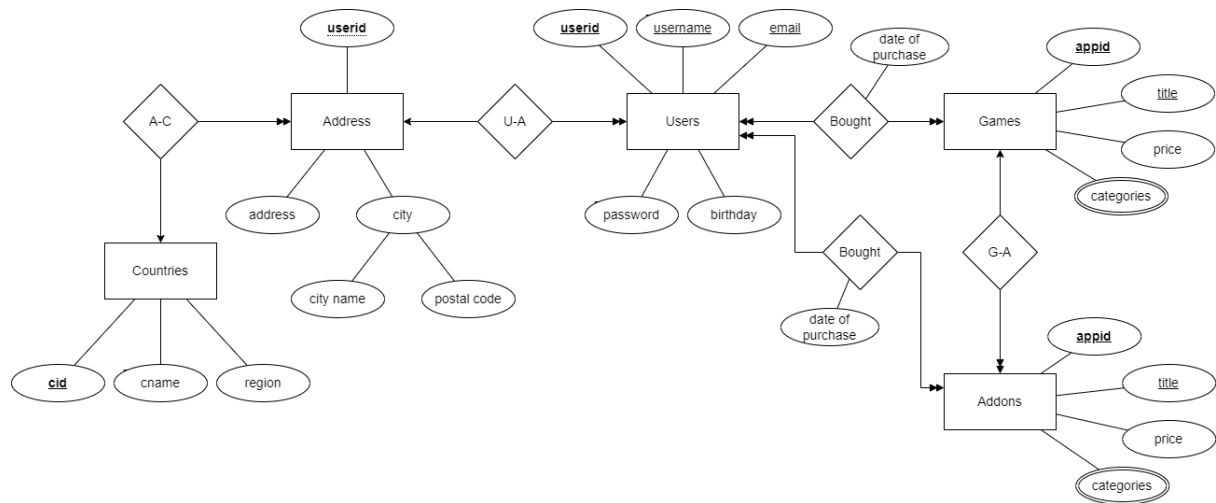 userid
userid
username
email
date of
purchase
appid
title
A-C
Address
U-A
Users
Bought
Games
price
categories
address
city
password
birthday
Countries
Bought
G-A
city name
postal code
date of
purchase
appid
cid
cname
region
title
Addons
price
categories